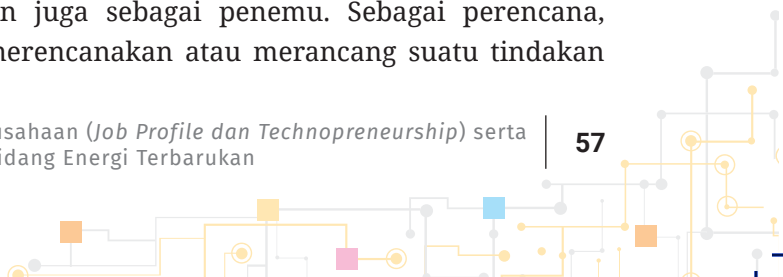 n juga sebagai penemu. Sebagai perencana,
merencanakan atau merancang suatu tindakan
usahaan (Job Profile dan Technopreneurship) serta
idang Energi Terbarukan
57